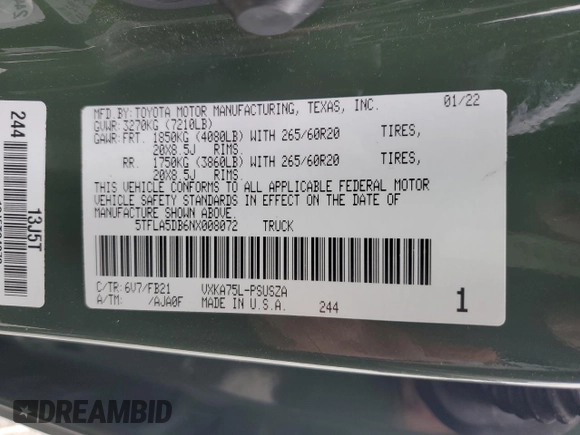 MFD.BY:TOYOTA MOTOR MANUFACTURING, TEXAS, INC. 01/22
GVWR:3270KG (7210LB)
GAWR:FRT. 1850KG (4080LB) WITH 265/60R20 TIRES,
20X8.5J RIMS.
RR. 1750KG (3860LB) WITH 265/60R20 TIRES,
20X8.5J RIMS.
THIS VEHICLE CONFORMS TO ALL APPLICABLE FEDERAL MOTOR
VEHICLE SAFETY STANDARDS IN EFFECT ON THE DATE OF
MANUFACTURE SHOWN ABOVE.
5TFLA5DB6NX008072 TRUCK
C/TR:6V7/FB21 VXKA75L-PSUSZA
A/TM: /AJA0F MADE IN U.S.A. 244 1
244
13J5T
DREAMBID